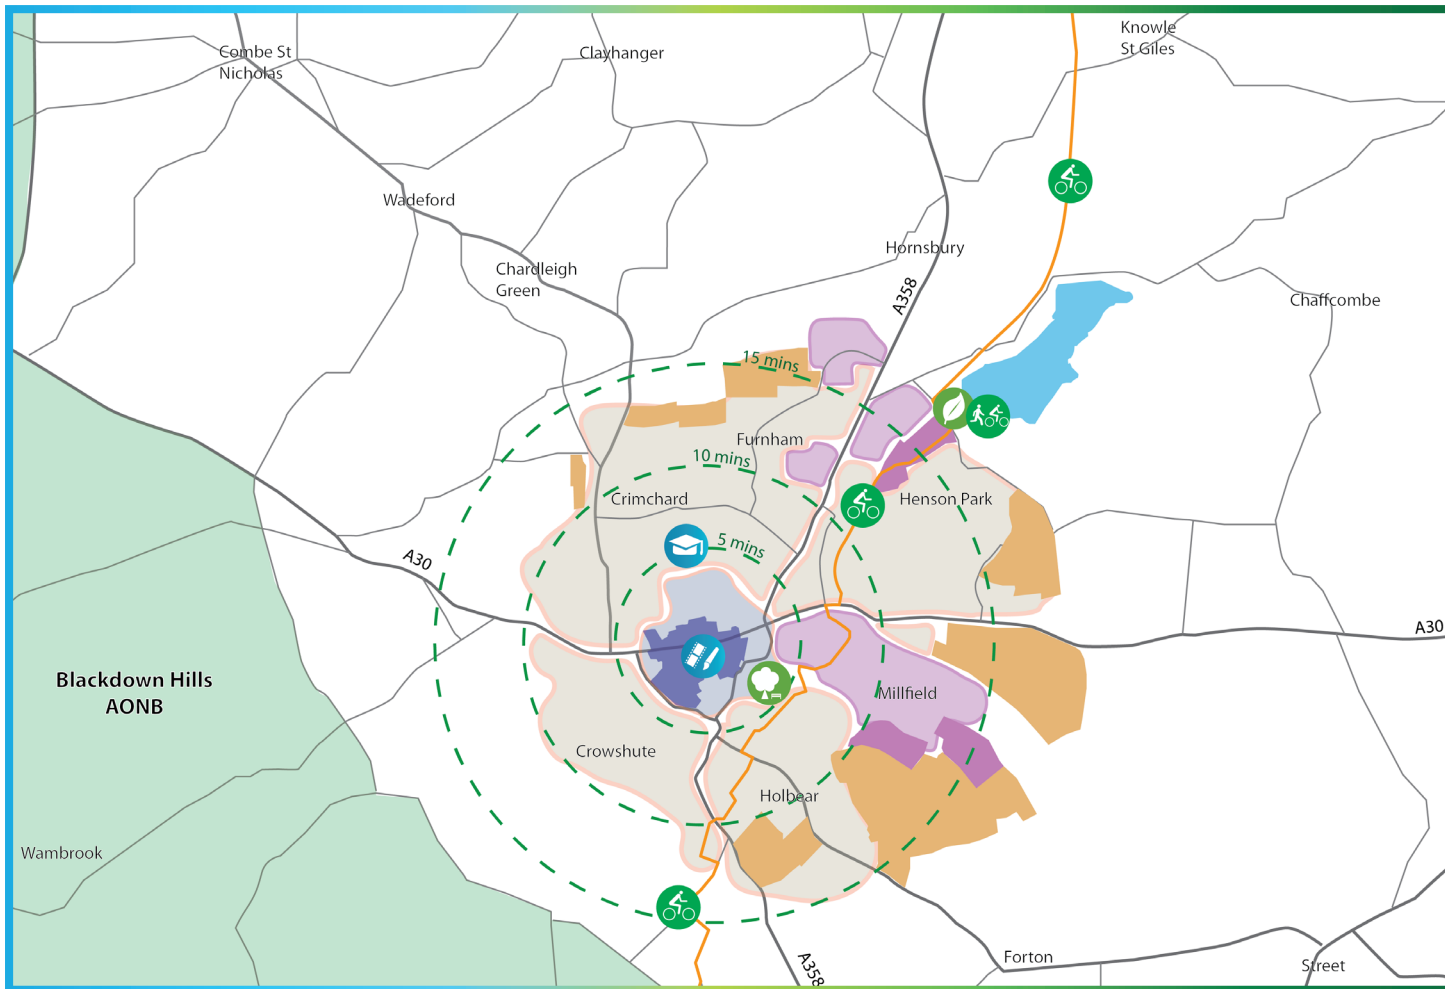 Knowle
St Giles
Combe St
Nicholas
Clayhanger
Wadeford
Hornsbury
Chardleigh
Green
A358
Chaffcombe
15 mins
Furnham
10 mins
Crimchard
Henson Park
5 mins
A30
A30
Blackdown Hills
AONB
Millfield
Crowshute
Holbear
Wambrook
Forton
Street
A358